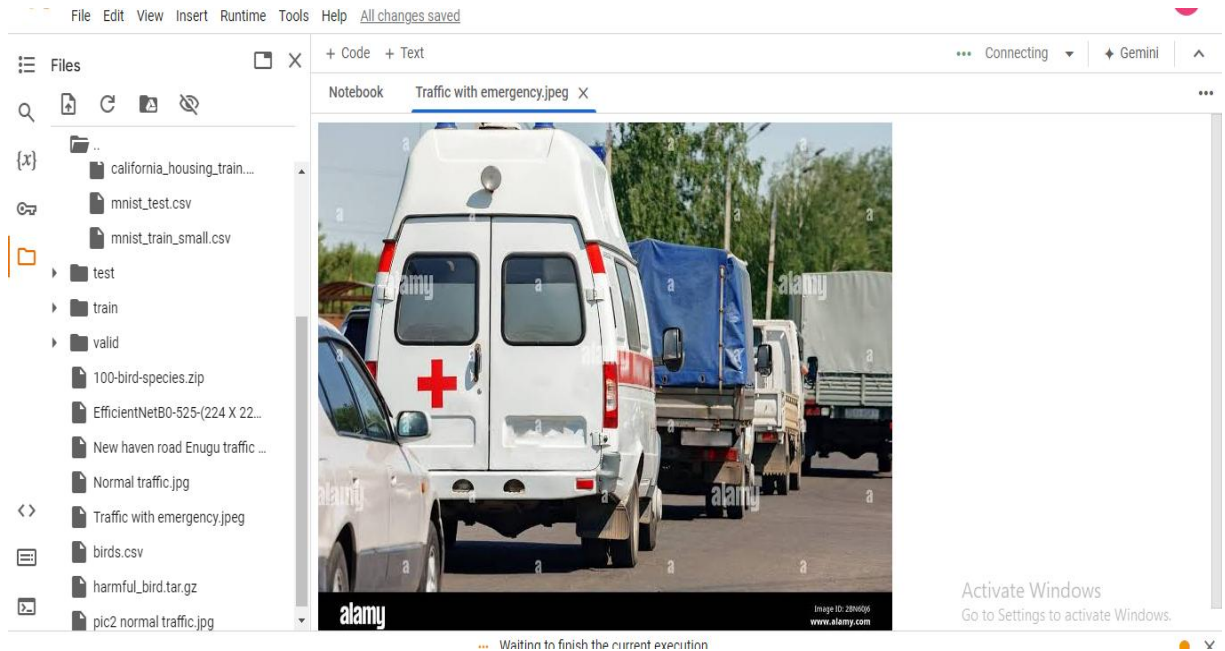 File Edit View Insert Runtime Tools Help All changes saved
Files
+ Code + Text
Connecting
Gemini
Notebook Traffic with emergency.jpeg
{x}
..
california_housing_train....
mnist_test.csv
mnist_train_small.csv
test
train
valid
100-bird-species.zip
EfficientNetB0-525-(224 X 22...
New haven road Enugu traffic ...
Normal traffic.jpg
Traffic with emergency.jpeg
birds.csv
harmful_bird.tar.gz
pic2 normal traffic.jpg
a
a
a
alamy
a
a
alamy
a
a
a
alamy
alamy
a
a
a
a
alamy
Image ID: 2BN60J6
www.alamy.com
Activate Windows
Go to Settings to activate Windows.
Waiting to finish the current execution.